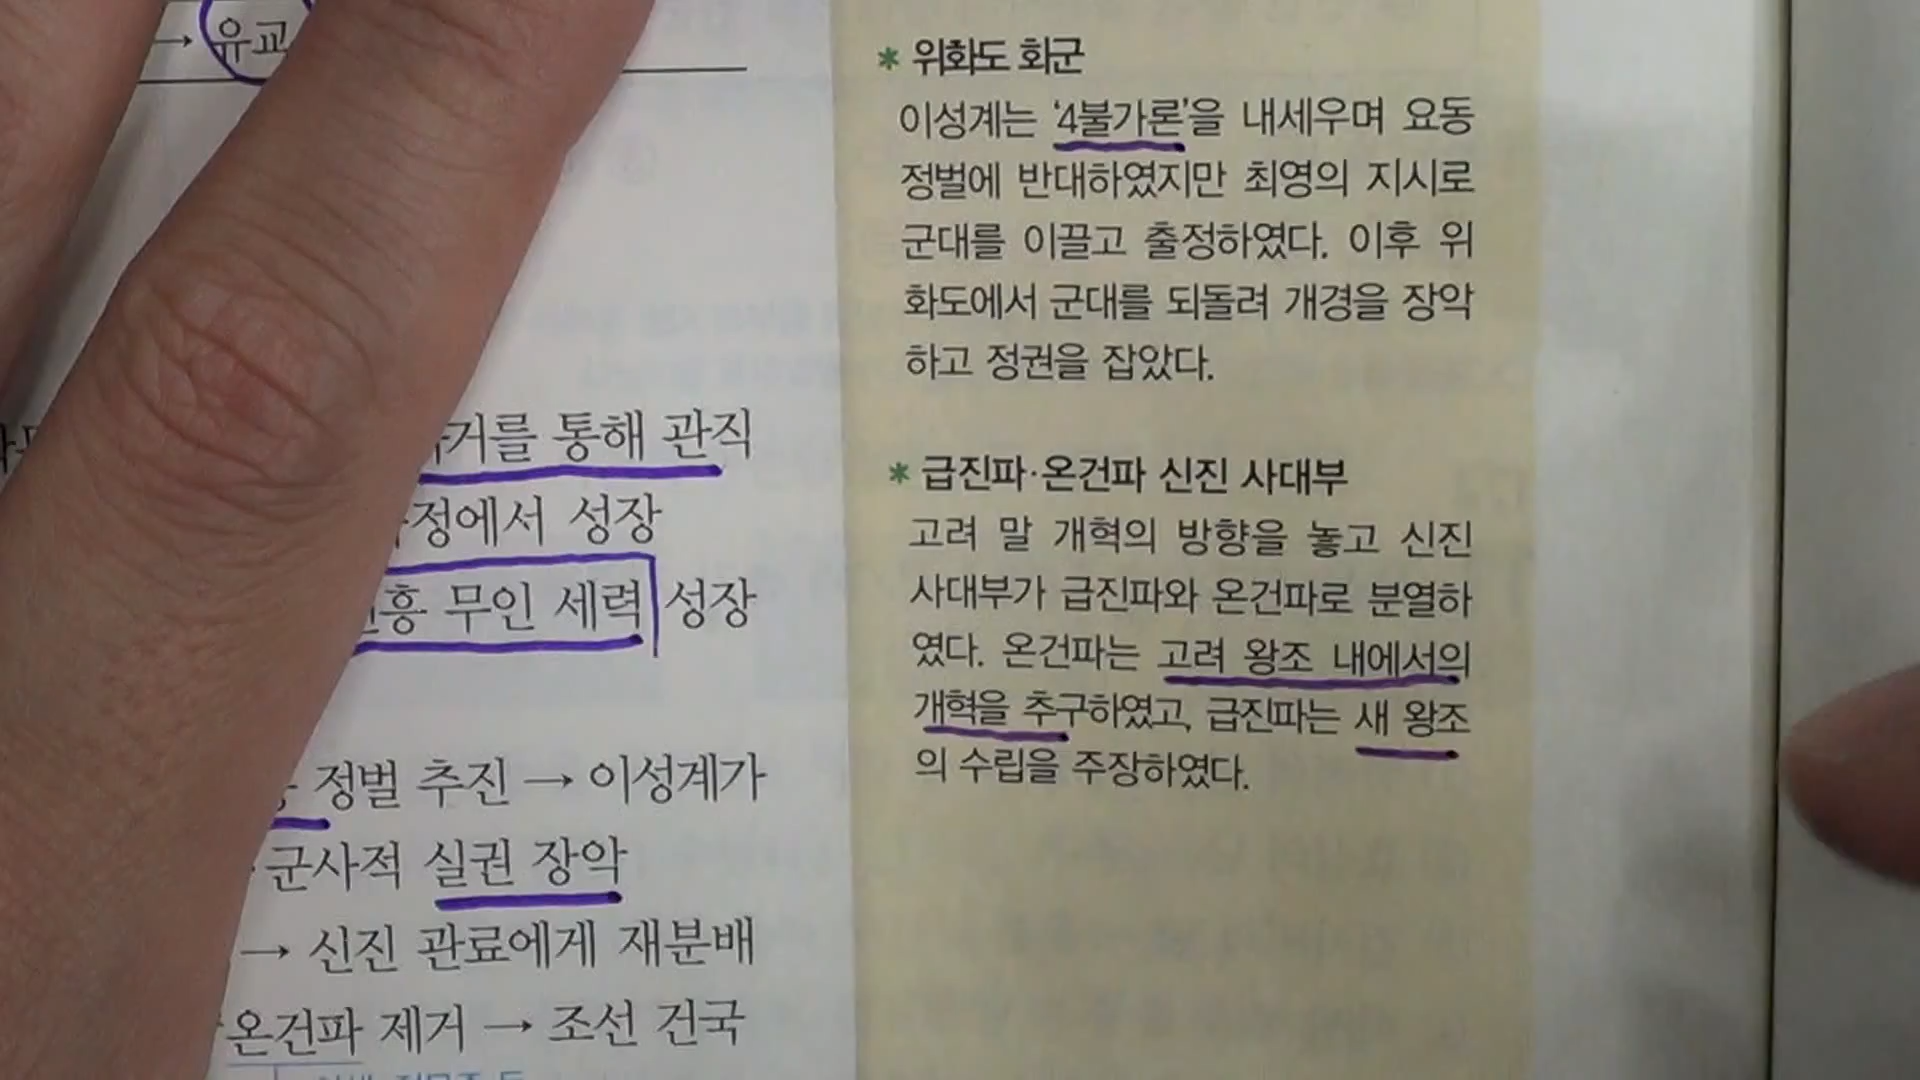 → 유교
거를 통해 관직
정에서 성장
흥 무인 세력 성장
정벌 추진 → 이성계가
군사적 실권 장악
→ 신진 관료에게 재분배
온건파 제거 → 조선 건국
* 위화도 회군
이성계는 '4불가론'을 내세우며 요동
정벌에 반대하였지만 최영의 지시로
군대를 이끌고 출정하였다. 이후 위
화도에서 군대를 되돌려 개경을 장악
하고 정권을 잡았다.
* 급진파·온건파 신진 사대부
고려 말 개혁의 방향을 놓고 신진
사대부가 급진파와 온건파로 분열하
였다. 온건파는 고려 왕조 내에서의
개혁을 추구하였고, 급진파는 새 왕조
의 수립을 주장하였다.